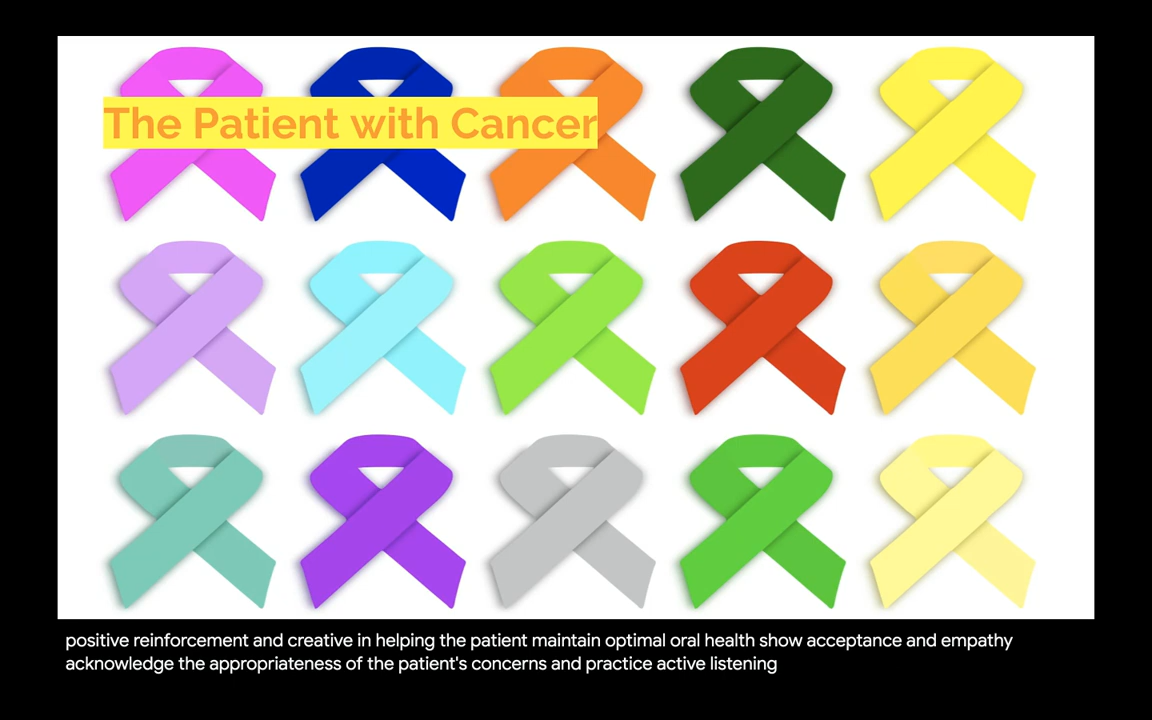 The Patient with Cancer
positive reinforcement and creative in helping the patient maintain optimal oral health show acceptance and empathy
acknowledge the appropriateness of the patient's concerns and practice active listening